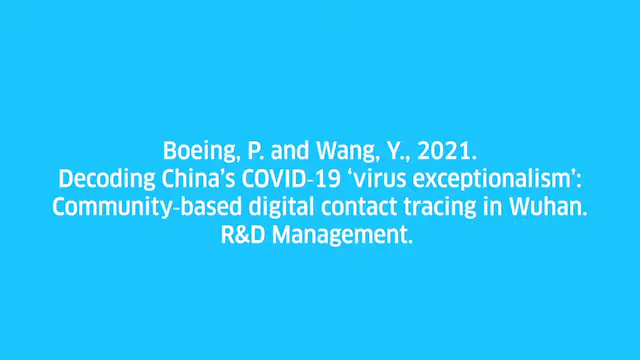 Boeing, P. and Wang, Y., 2021.
Decoding China’s COVID-19 ‘virus exceptionalism’:
Community-based digital contact tracing in Wuhan.
R&D Management.